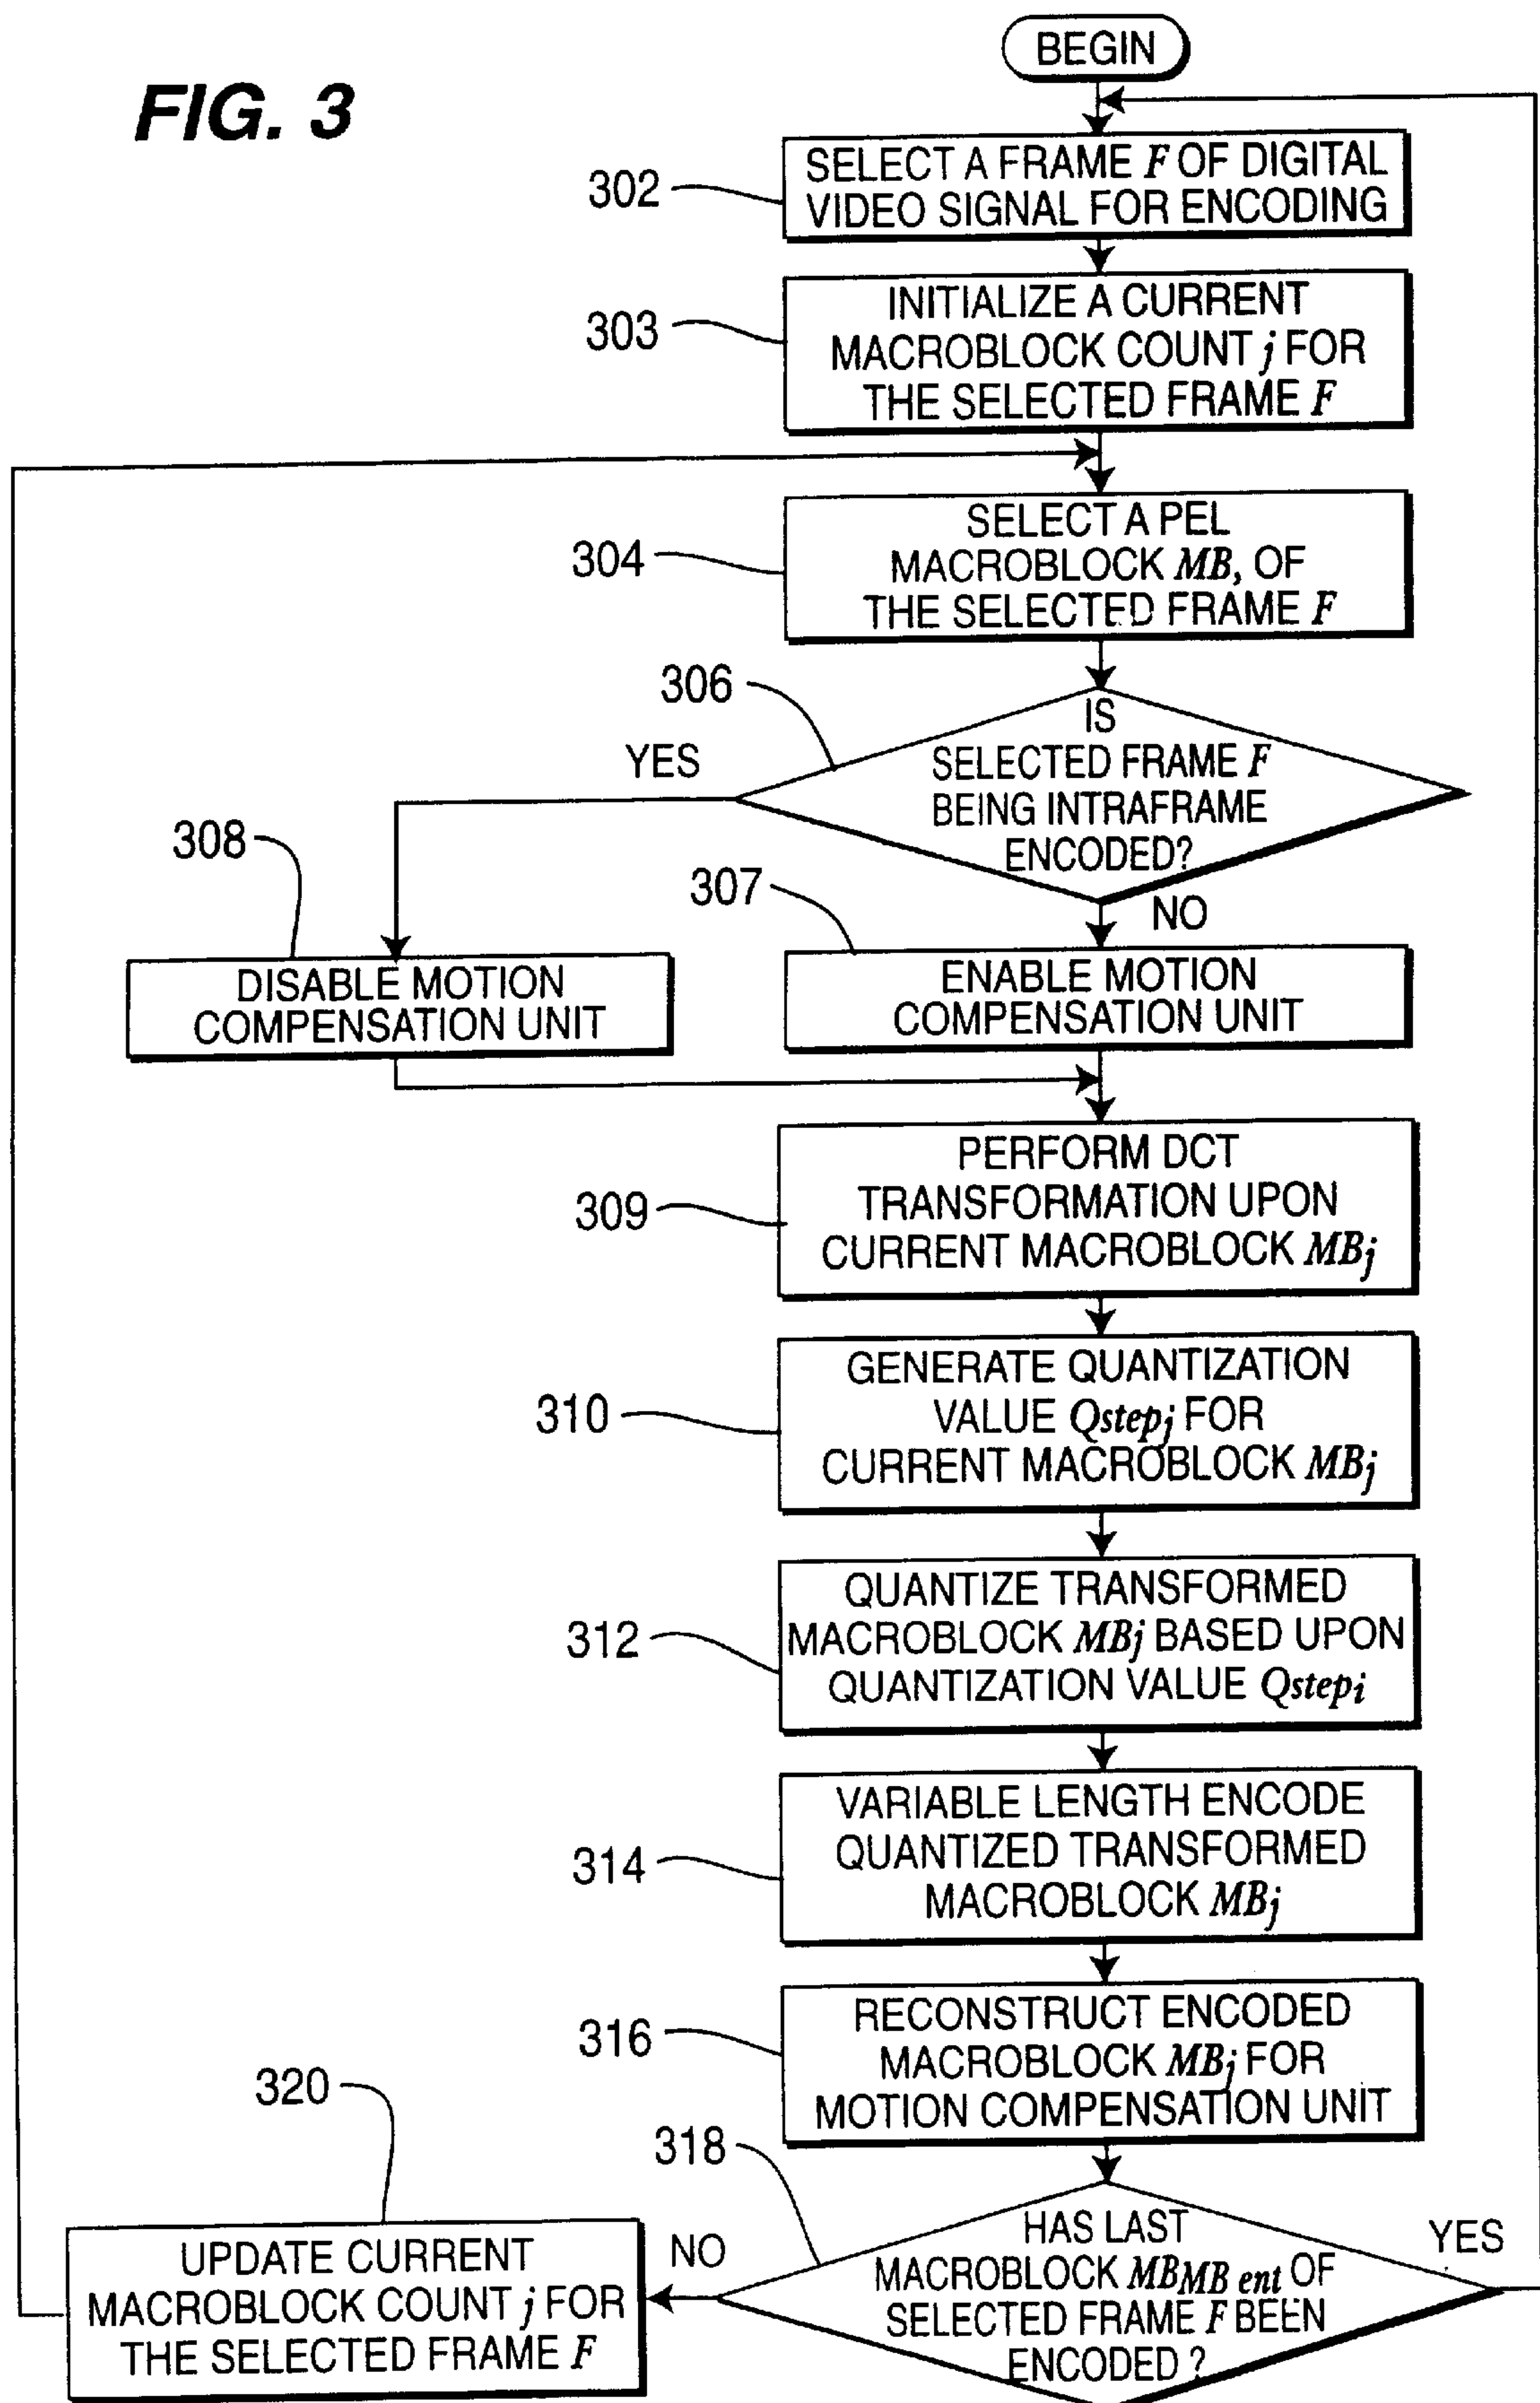 FIG. 3
BEGIN
302
SELECT A FRAME F OF DIGITAL
VIDEO SIGNAL FOR ENCODING
303
INITIALIZE A CURRENT
MACROBLOCK COUNT j FOR
THE SELECTED FRAME F
304
SELECT A PEL
MACROBLOCK MB, OF
THE SELECTED FRAME F
306
IS
SELECTED FRAME F
BEING INTRAFRAME
ENCODED?
YES
NO
308
DISABLE MOTION
COMPENSATION UNIT
307
ENABLE MOTION
COMPENSATION UNIT
309
PERFORM DCT
TRANSFORMATION UPON
CURRENT MACROBLOCK MBj
310
GENERATE QUANTIZATION
VALUE Qstepj FOR
CURRENT MACROBLOCK MBj
312
QUANTIZE TRANSFORMED
MACROBLOCK MBj BASED UPON
QUANTIZATION VALUE Qstepi
314
VARIABLE LENGTH ENCODE
QUANTIZED TRANSFORMED
MACROBLOCK MBj
316
RECONSTRUCT ENCODED
MACROBLOCK MBj FOR
MOTION COMPENSATION UNIT
318
HAS LAST
MACROBLOCK MBMB ent OF
SELECTED FRAME F BEEN
ENCODED ?
YES
NO
320
UPDATE CURRENT
MACROBLOCK COUNT j FOR
THE SELECTED FRAME F